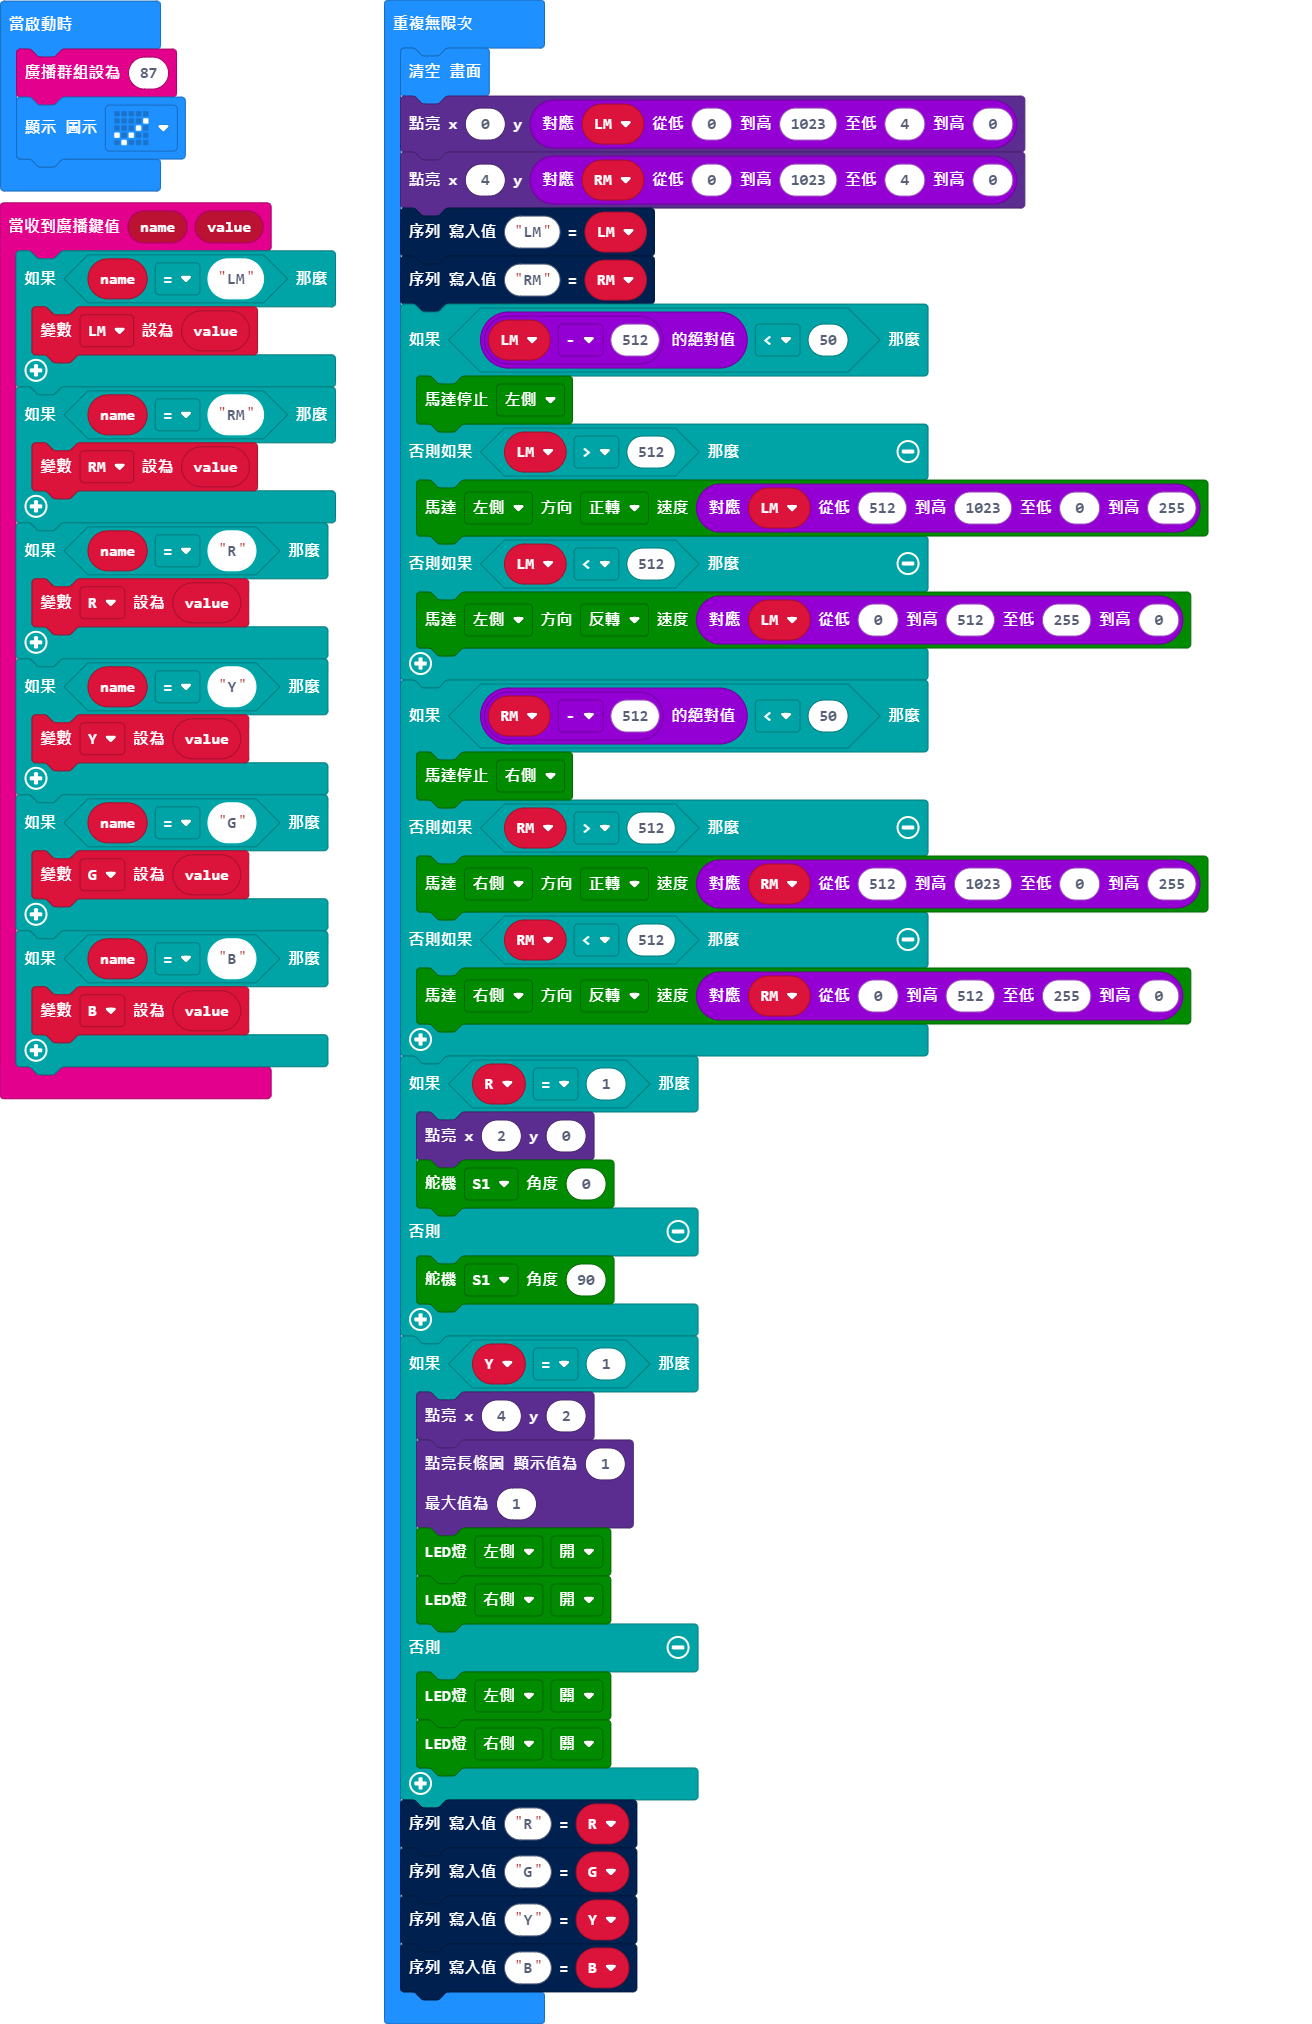 當啟動時
廣播群組設為 87
顯示 圖示
當收到廣播鍵值 name value
如果 name = "LM" 那麼
變數 LM 設為 value
如果 name = "RM" 那麼
變數 RM 設為 value
如果 name = "R" 那麼
變數 R 設為 value
如果 name = "Y" 那麼
變數 Y 設為 value
如果 name = "G" 那麼
變數 G 設為 value
如果 name = "B" 那麼
變數 B 設為 value
重複無限次
清空 畫面
點亮 x 0 y 對應 LM 從低 0 到高 1023 至低 4 到高 0
點亮 x 4 y 對應 RM 從低 0 到高 1023 至低 4 到高 0
序列 寫入值 "LM" = LM
序列 寫入值 "RM" = RM
如果 LM - 512 的絕對值 < 50 那麼
馬達停止 左側
否則如果 LM > 512 那麼
馬達 左側 方向 正轉 速度 對應 LM 從低 512 到高 1023 至低 0 到高 255
否則如果 LM < 512 那麼
馬達 左側 方向 反轉 速度 對應 LM 從低 0 到高 512 至低 255 到高 0
如果 RM - 512 的絕對值 < 50 那麼
馬達停止 右側
否則如果 RM > 512 那麼
馬達 右側 方向 正轉 速度 對應 RM 從低 512 到高 1023 至低 0 到高 255
否則如果 RM < 512 那麼
馬達 右側 方向 反轉 速度 對應 RM 從低 0 到高 512 至低 255 到高 0
如果 R = 1 那麼
點亮 x 2 y 0
舵機 S1 角度 0
否則
舵機 S1 角度 90
如果 Y = 1 那麼
點亮 x 4 y 2
點亮長條圖 顯示值為 1
最大值為 1
LED燈 左側 開
LED燈 右側 開
否則
LED燈 左側 關
LED燈 右側 關
序列 寫入值 "R" = R
序列 寫入值 "G" = G
序列 寫入值 "Y" = Y
序列 寫入值 "B" = B